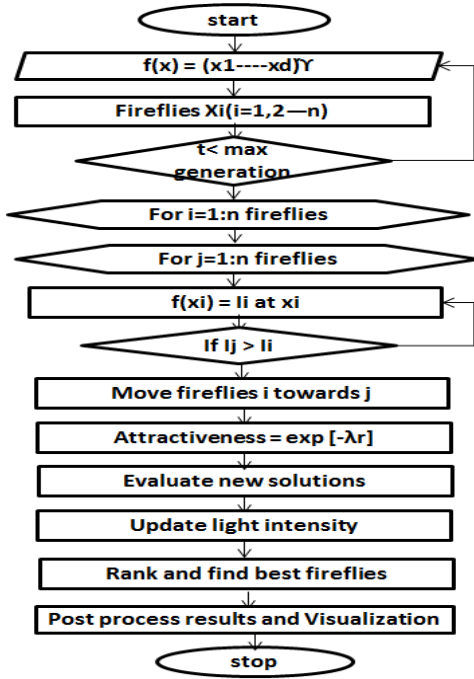 start
f(x) = (x1----xd)ϒ
Fireflies Xi(i=1,2—n)
t< max
generation
For i=1:n fireflies
For j=1:n fireflies
f(xi) = Ii at xi
If Ij > Ii
Move fireflies i towards j
Attractiveness = exp [-λr]
Evaluate new solutions
Update light intensity
Rank and find best fireflies
Post process results and Visualization
stop